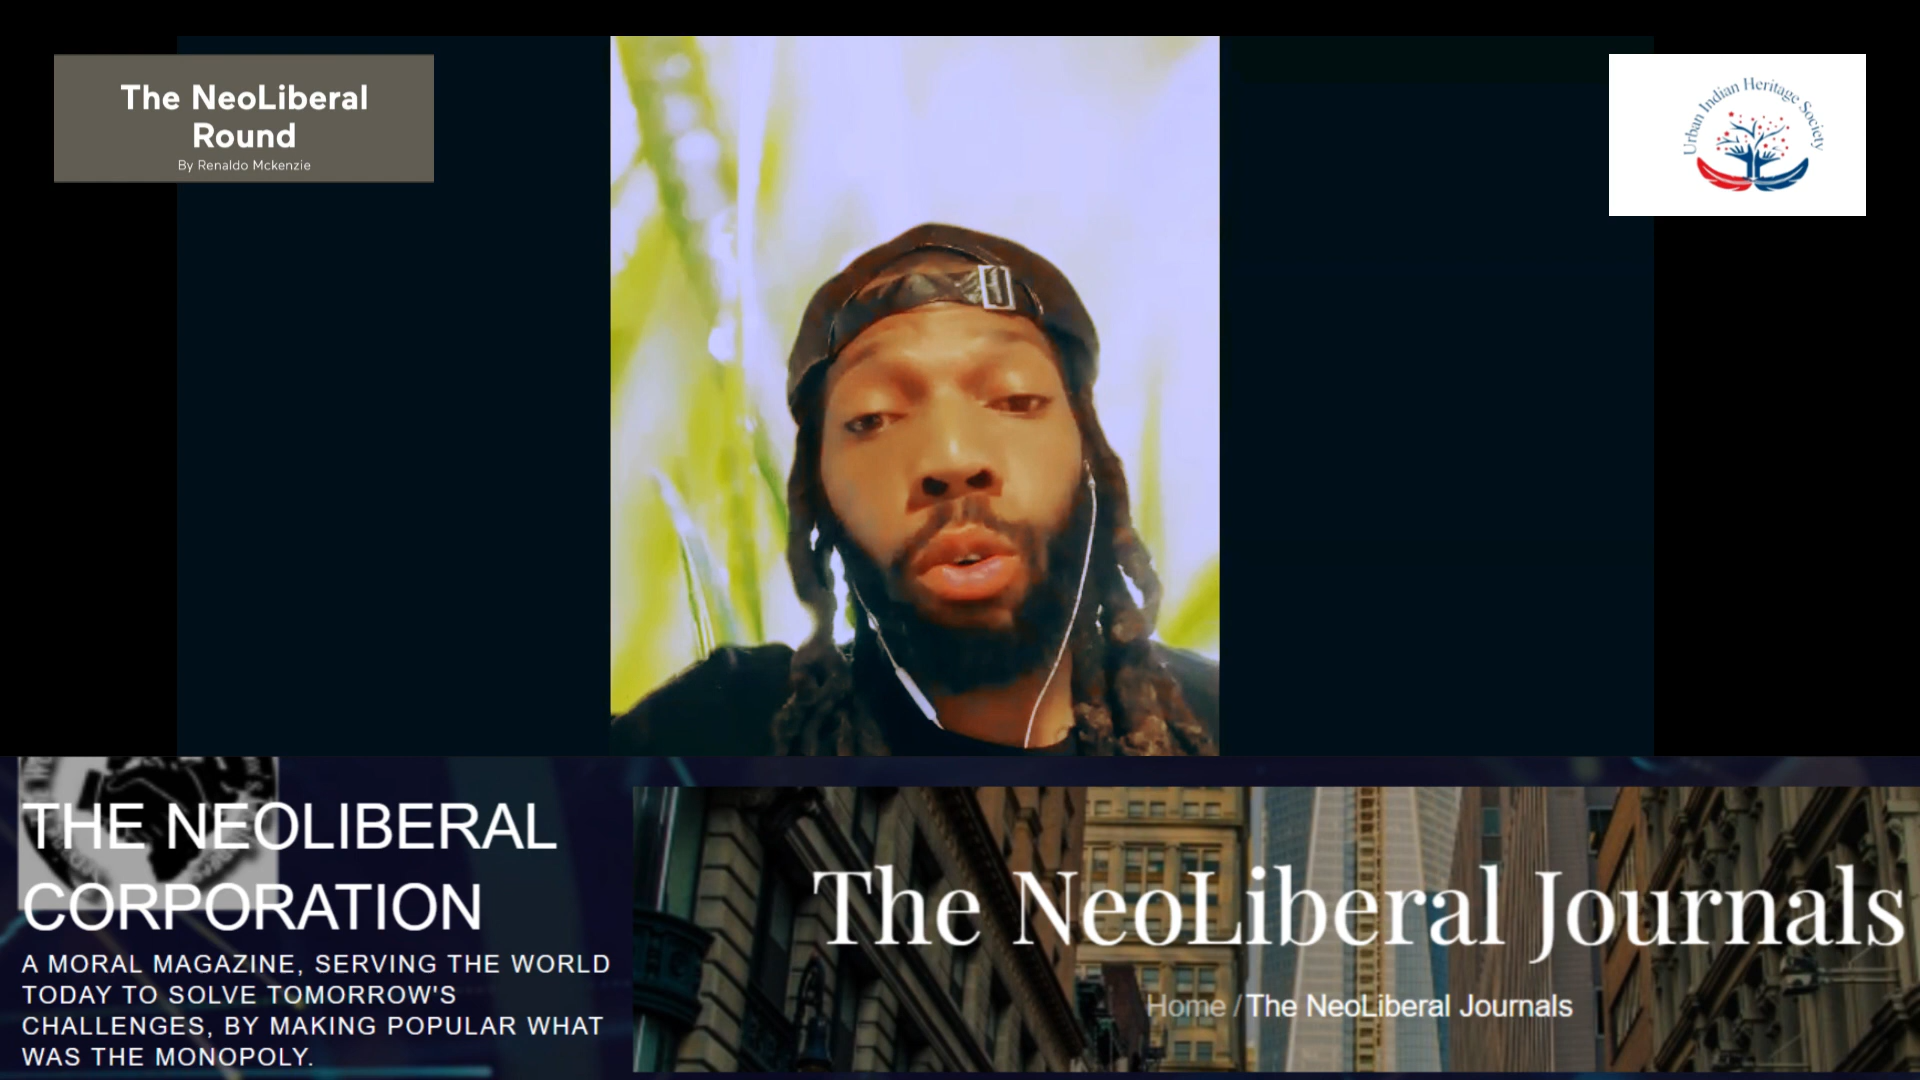 The NeoLiberal
Round
By Renaldo Mckenzie
Urban Indian Heritage Society
THE NEOLIBERAL
CORPORATION
A MORAL MAGAZINE, SERVING THE WORLD
TODAY TO SOLVE TOMORROW'S
CHALLENGES, BY MAKING POPULAR WHAT
WAS THE MONOPOLY.
The NeoLiberal Journals
Home / The NeoLiberal Journals